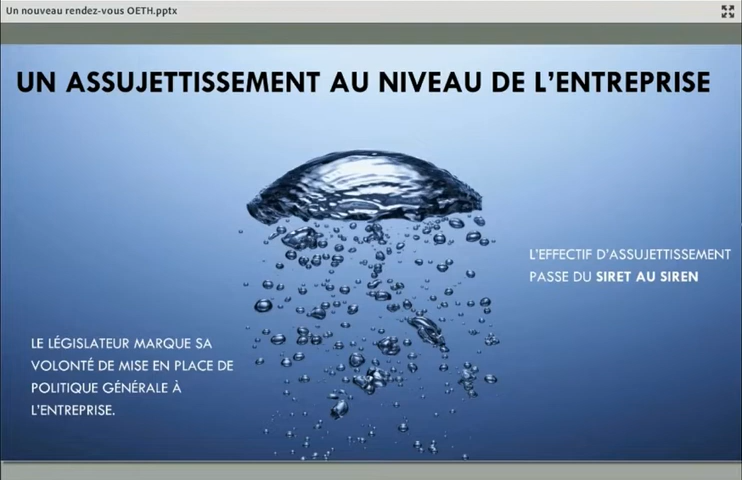 Un nouveau rendez-vous OETH.pptx
UN ASSUJETTISSEMENT AU NIVEAU DE L'ENTREPRISE
L'EFFECTIF D'ASSUJETTISSEMENT
PASSE DU SIRET AU SIREN
LE LÉGISLATEUR MARQUE SA
VOLONTÉ DE MISE EN PLACE DE
POLITIQUE GÉNÉRALE À
L'ENTREPRISE.